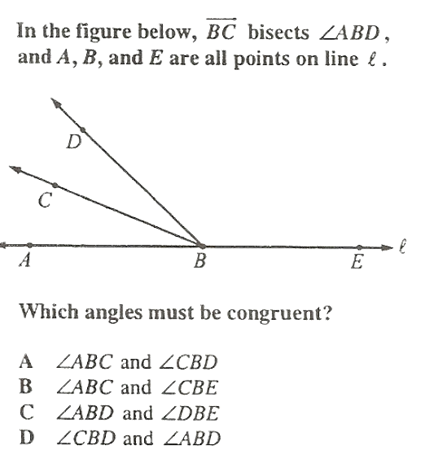 In the figure below, BC bisects ∠ABD,
and A, B, and E are all points on line ℓ.
D
C
A
B
E
ℓ
Which angles must be congruent?
A ∠ABC and ∠CBD
B ∠ABC and ∠CBE
C ∠ABD and ∠DBE
D ∠CBD and ∠ABD